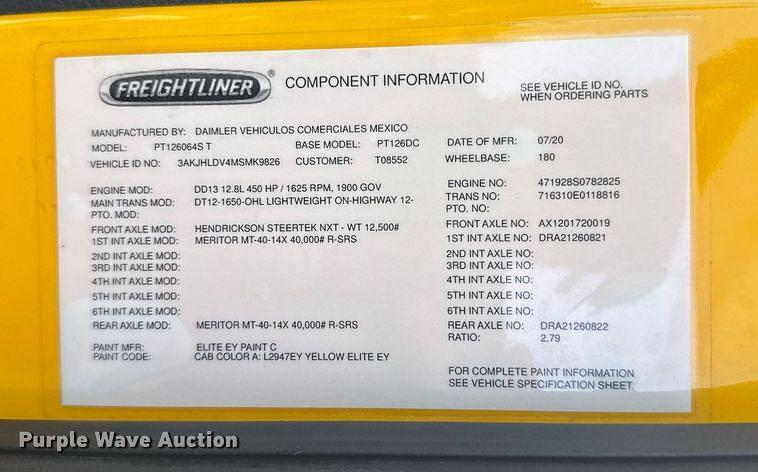 FREIGHTLINER ® COMPONENT INFORMATION
SEE VEHICLE ID NO.
WHEN ORDERING PARTS
MANUFACTURED BY: DAIMLER VEHICULOS COMERCIALES MEXICO
MODEL: PT126064S T BASE MODEL: PT126DC DATE OF MFR: 07/20
VEHICLE ID NO: 3AKJHLDV4MSMK9826 CUSTOMER: T08552 WHEELBASE: 180
ENGINE MOD: DD13 12.8L 450 HP / 1625 RPM, 1900 GOV ENGINE NO: 471928S0782825
MAIN TRANS MOD: DT12-1650-OHL LIGHTWEIGHT ON-HIGHWAY 12- TRANS NO: 716310E0118816
PTO. MOD: PTO. NO:
FRONT AXLE MOD: HENDRICKSON STEERTEK NXT - WT 12,500# FRONT AXLE NO: AX1201720019
1ST INT AXLE MOD: MERITOR MT-40-14X 40,000# R-SRS 1ST INT AXLE NO: DRA21260821
2ND INT AXLE MOD: 2ND INT AXLE NO:
3RD INT AXLE MOD: 3RD INT AXLE NO:
4TH INT AXLE MOD: 4TH INT AXLE NO:
5TH INT AXLE MOD: 5TH INT AXLE NO:
6TH INT AXLE MOD: 6TH INT AXLE NO:
REAR AXLE MOD: MERITOR MT-40-14X 40,000# R-SRS REAR AXLE NO: DRA21260822
RATIO: 2.79
PAINT MFR: ELITE EY PAINT C
PAINT CODE: CAB COLOR A: L2947EY YELLOW ELITE EY
FOR COMPLETE PAINT INFORMATION
SEE VEHICLE SPECIFICATION SHEET.
Purple Wave Auction